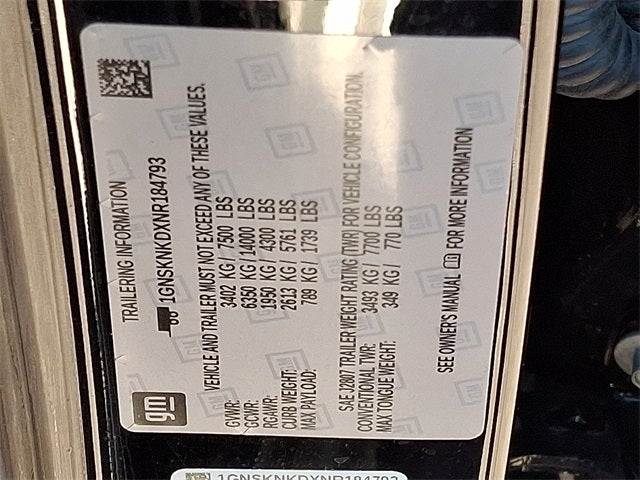 TRAILERING INFORMATION
gm
1GNSKNKDXNR184793
VEHICLE AND TRAILER MUST NOT EXCEED ANY OF THESE VALUES.
GVWR: 3402 KG/ 7500 LBS
GCWR: 6350 KG/ 14000 LBS
RGAWR: 1950 KG/ 4300 LBS
CURB WEIGHT: 2613 KG/ 5761 LBS
MAX PAYLOAD: 789 KG/ 1739 LBS
SAE J2807 TRAILER WEIGHT RATING (TWR) FOR VEHICLE CONFIGURATION.
CONVENTIONAL TWR: 3493 KG/ 7700 LBS
MAX TONGUE WEIGHT: 349 KG/ 770 LBS
SEE OWNER'S MANUAL FOR MORE INFORMATION
1GNSKNKDXNR184793